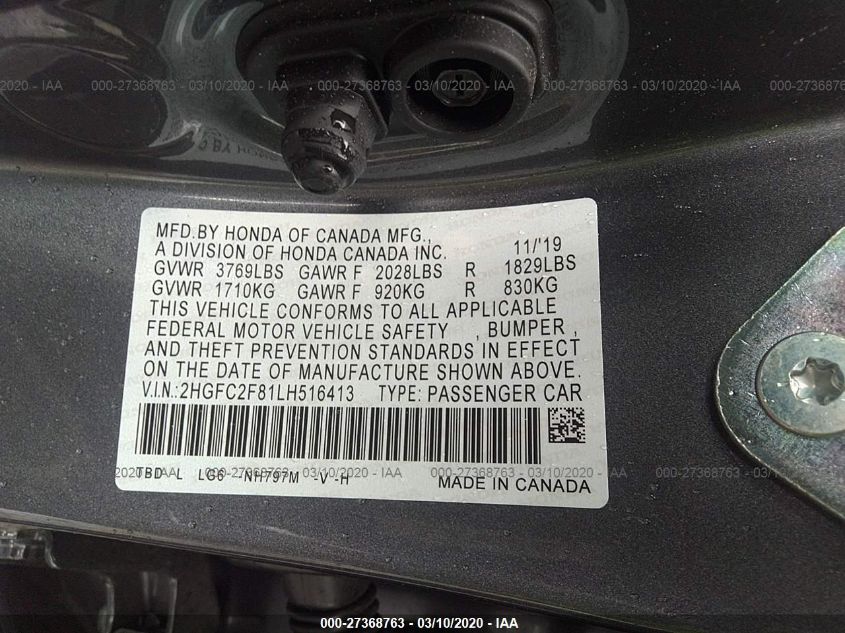 000-27368763 - 03/10/2020 - IAA
MFD.BY HONDA OF CANADA MFG.,
A DIVISION OF HONDA CANADA INC. 11/'19
GVWR 3769LBS GAWR F 2028LBS R 1829LBS
GVWR 1710KG GAWR F 920KG R 830KG
THIS VEHICLE CONFORMS TO ALL APPLICABLE
FEDERAL MOTOR VEHICLE SAFETY , BUMPER ,
AND THEFT PREVENTION STANDARDS IN EFFECT
ON THE DATE OF MANUFACTURE SHOWN ABOVE.
V.I.N.:2HGFC2F81LH516413 TYPE: PASSENGER CAR
/2020 - IAA 000-27368763 - 03/10/2020 - IAA 000-27368763 - 03/10/2020 - IAA 000-27368763 - 03/
TBD L LG6 -NH797M -V -H MADE IN CANADA
000-27368763 - 03/10/2020 - IAA